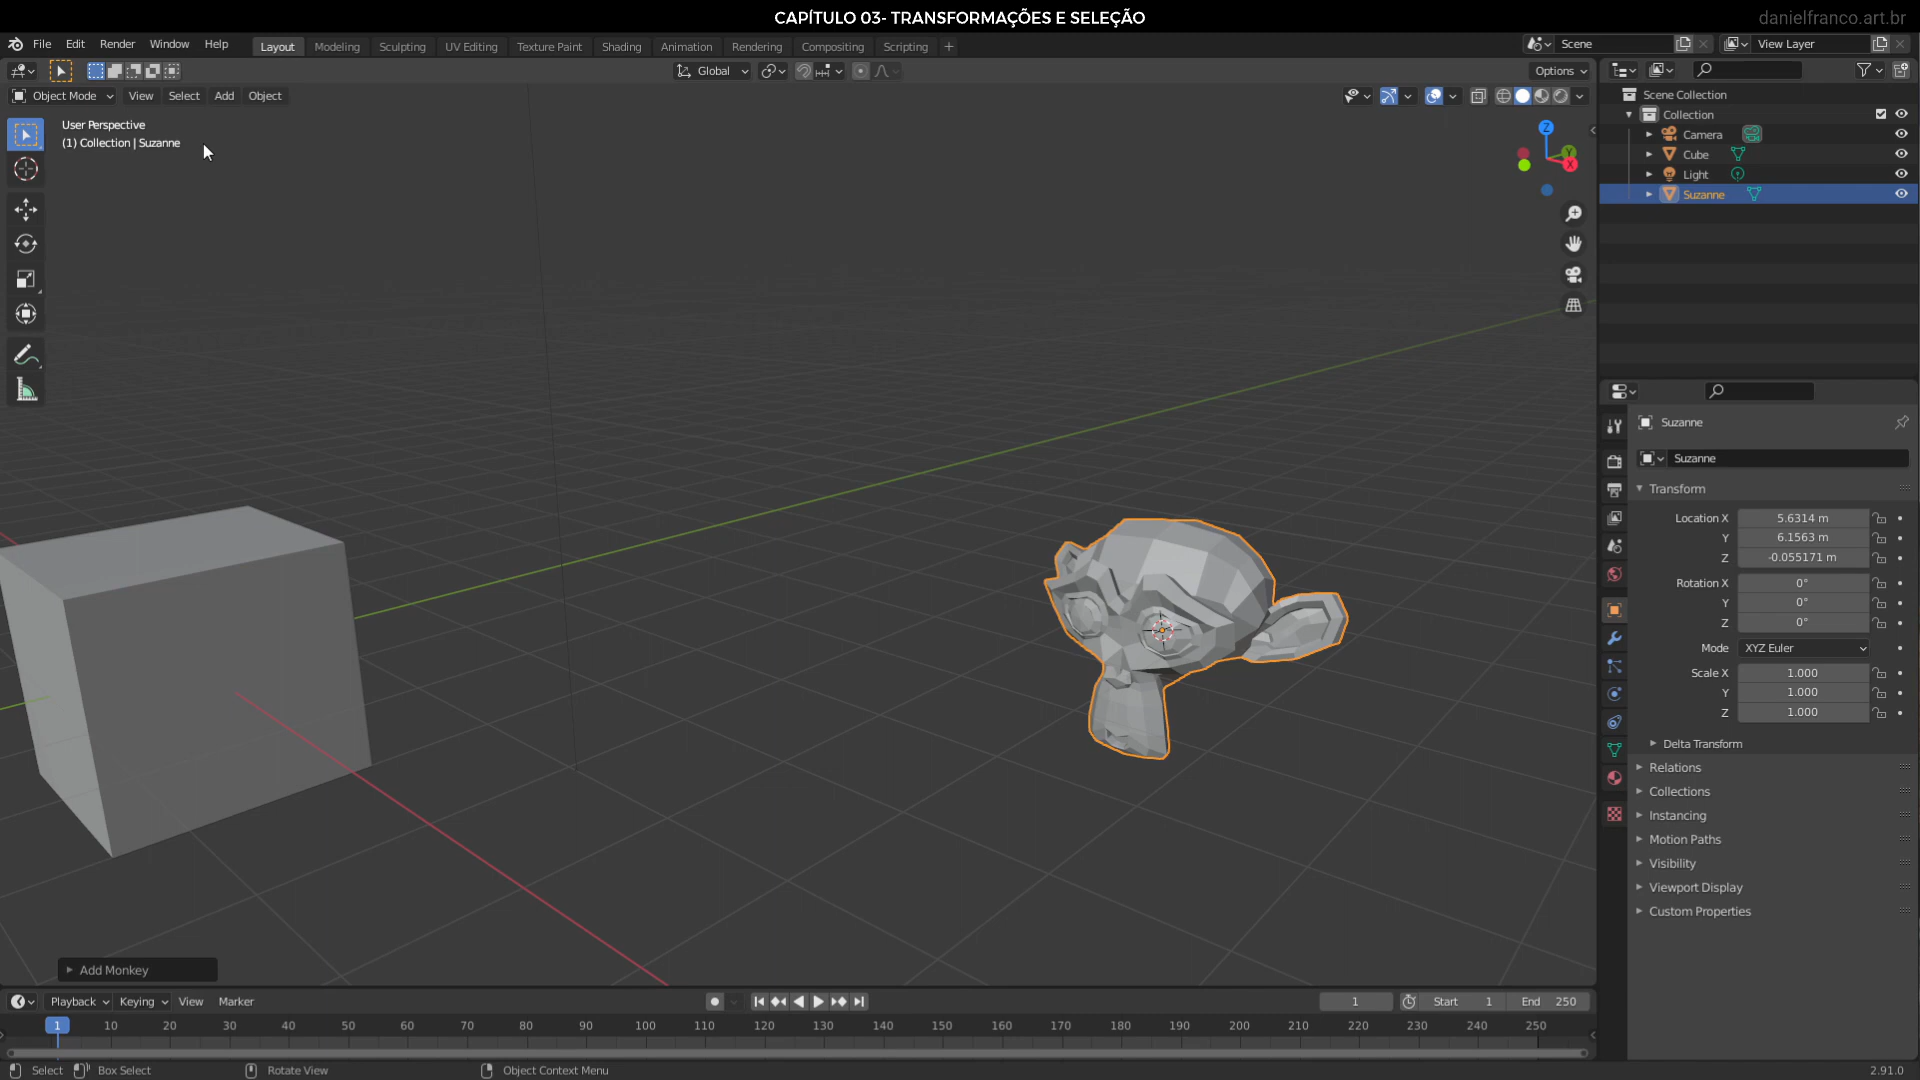 CAPÍTULO 03- TRANSFORMAÇÕES E SELEÇÃO
danielfranco.art.br
File Edit Render Window Help
Layout Modeling Sculpting UV Editing Texture Paint Shading Animation Rendering Compositing Scripting +
Scene
View Layer
Global
Options
Object Mode View Select Add Object
User Perspective
(1) Collection | Suzanne
Z
Y
X
Scene Collection
Collection
Camera
Cube
Light
Suzanne
Suzanne
Suzanne
Transform
Location X 5.6314 m
Y 6.1563 m
Z -0.055171 m
Rotation X 0°
Y 0°
Z 0°
Mode XYZ Euler
Scale X 1.000
Y 1.000
Z 1.000
Delta Transform
Relations
Collections
Instancing
Motion Paths
Visibility
Viewport Display
Custom Properties
Add Monkey
Playback Keying View Marker
1 Start 1 End 250
1 10 20 30 40 50 60 70 80 90 100 110 120 130 140 150 160 170 180 190 200 210 220 230 240 250
Select Box Select Rotate View Object Context Menu
2.91.0